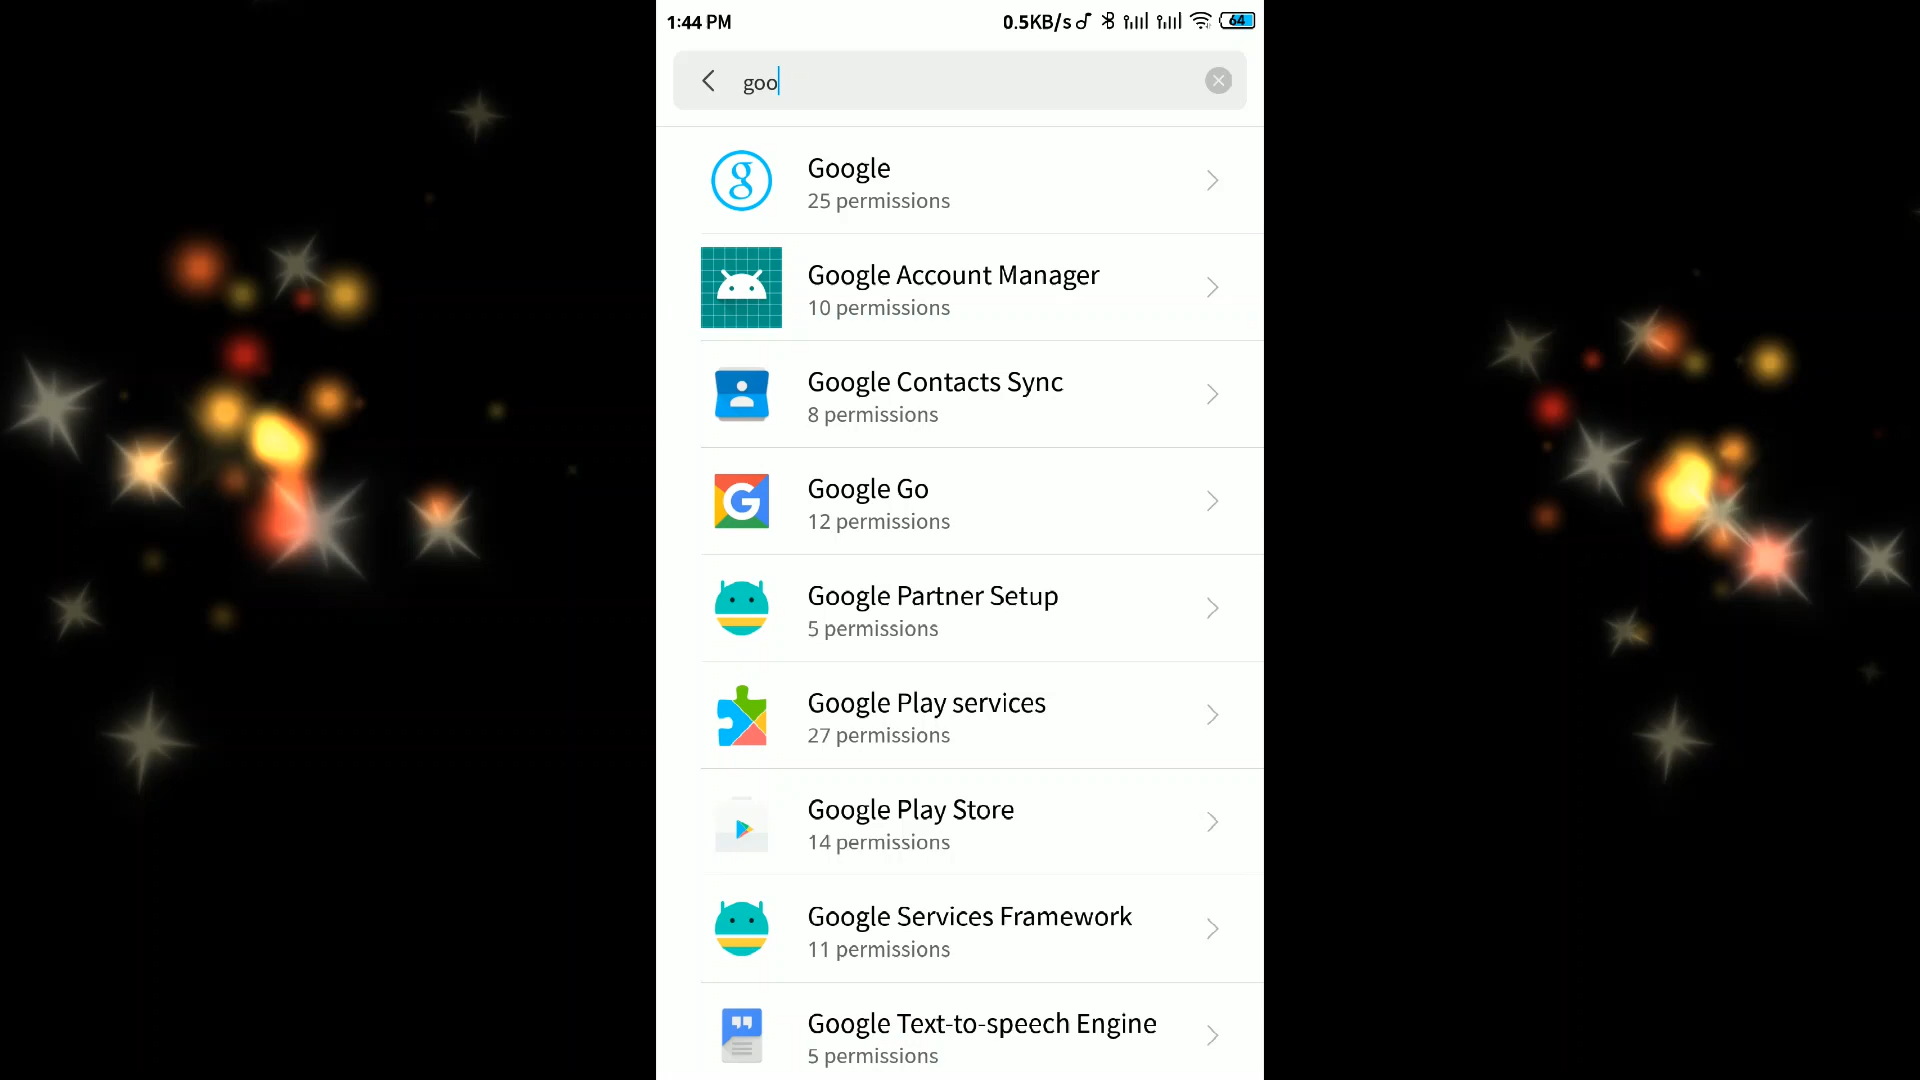 1:44 PM
0.5KB/s
64
goo
Google
25 permissions
Google Account Manager
10 permissions
Google Contacts Sync
8 permissions
Google Go
12 permissions
Google Partner Setup
5 permissions
Google Play services
27 permissions
Google Play Store
14 permissions
Google Services Framework
11 permissions
Google Text-to-speech Engine
5 permissions